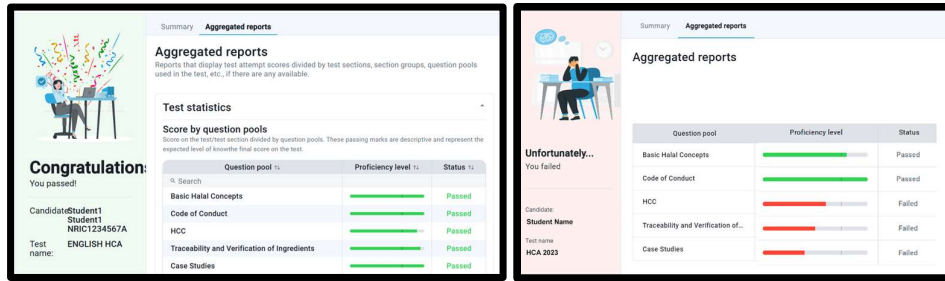 Summary Aggregated reports
Aggregated reports
Reports that display test attempt scores divided by test sections, section groups, question pools
used in the test, etc., if there are any available.
Test statistics
Score by question pools
Score on the test/test section divided by question pools. These passing marks are descriptive and represent the
expected level of knowthe final score on the test.
Question pool Proficiency level Status
Search
Basic Halal Concepts Passed
Code of Conduct Passed
HCC Passed
Traceability and Verification of Ingredients Passed
Case Studies Passed
Congratulations
You passed!
Candidate Student1
Student1
NRIC1234567A
Test ENGLISH HCA
name:
Summary Aggregated reports
Aggregated reports
Question pool Proficiency level Status
Basic Halal Concepts Passed
Code of Conduct Passed
HCC Failed
Traceability and Verification of... Failed
Case Studies Failed
Unfortunately...
You failed
Candidate:
Student Name
Test name
HCA 2023